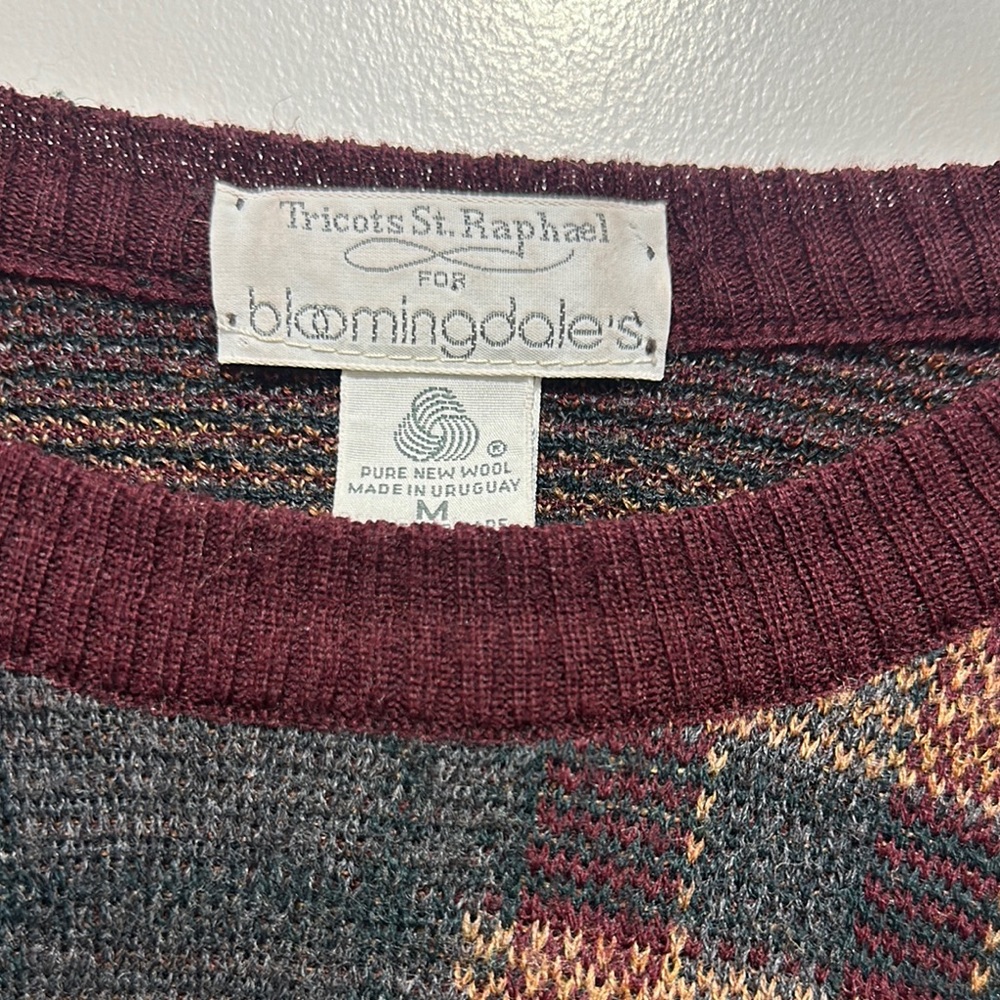 Tricots St. Raphael
FOR
bloomingdale's
®
PURE NEW WOOL
MADE IN URUGUAY
M